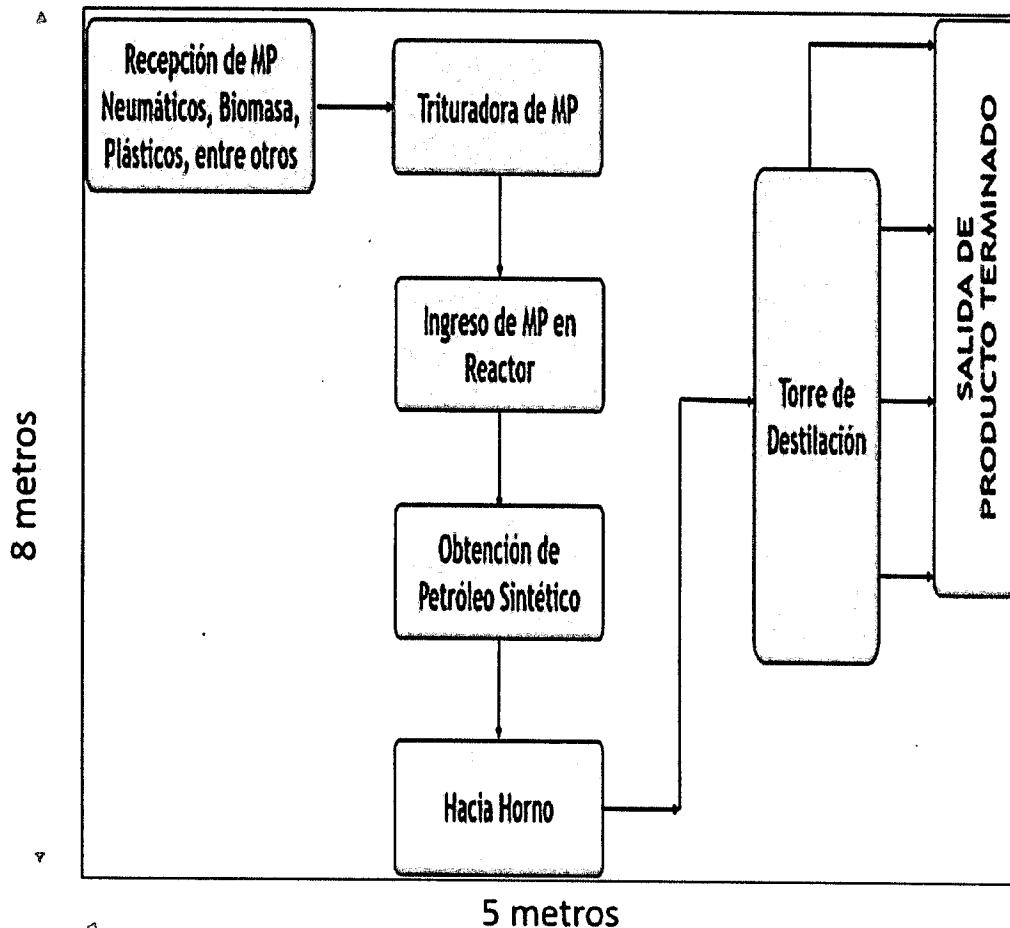 Recepción de MP
Neumáticos, Biomasa,
Plásticos, entre otros
Trituradora de MP
Ingreso de MP en
Reactor
Obtención de
Petróleo Sintético
Hacia Horno
Torre de
Destilación
SALIDA DE
PRODUCTO TERMINADO
8 metros
5 metros